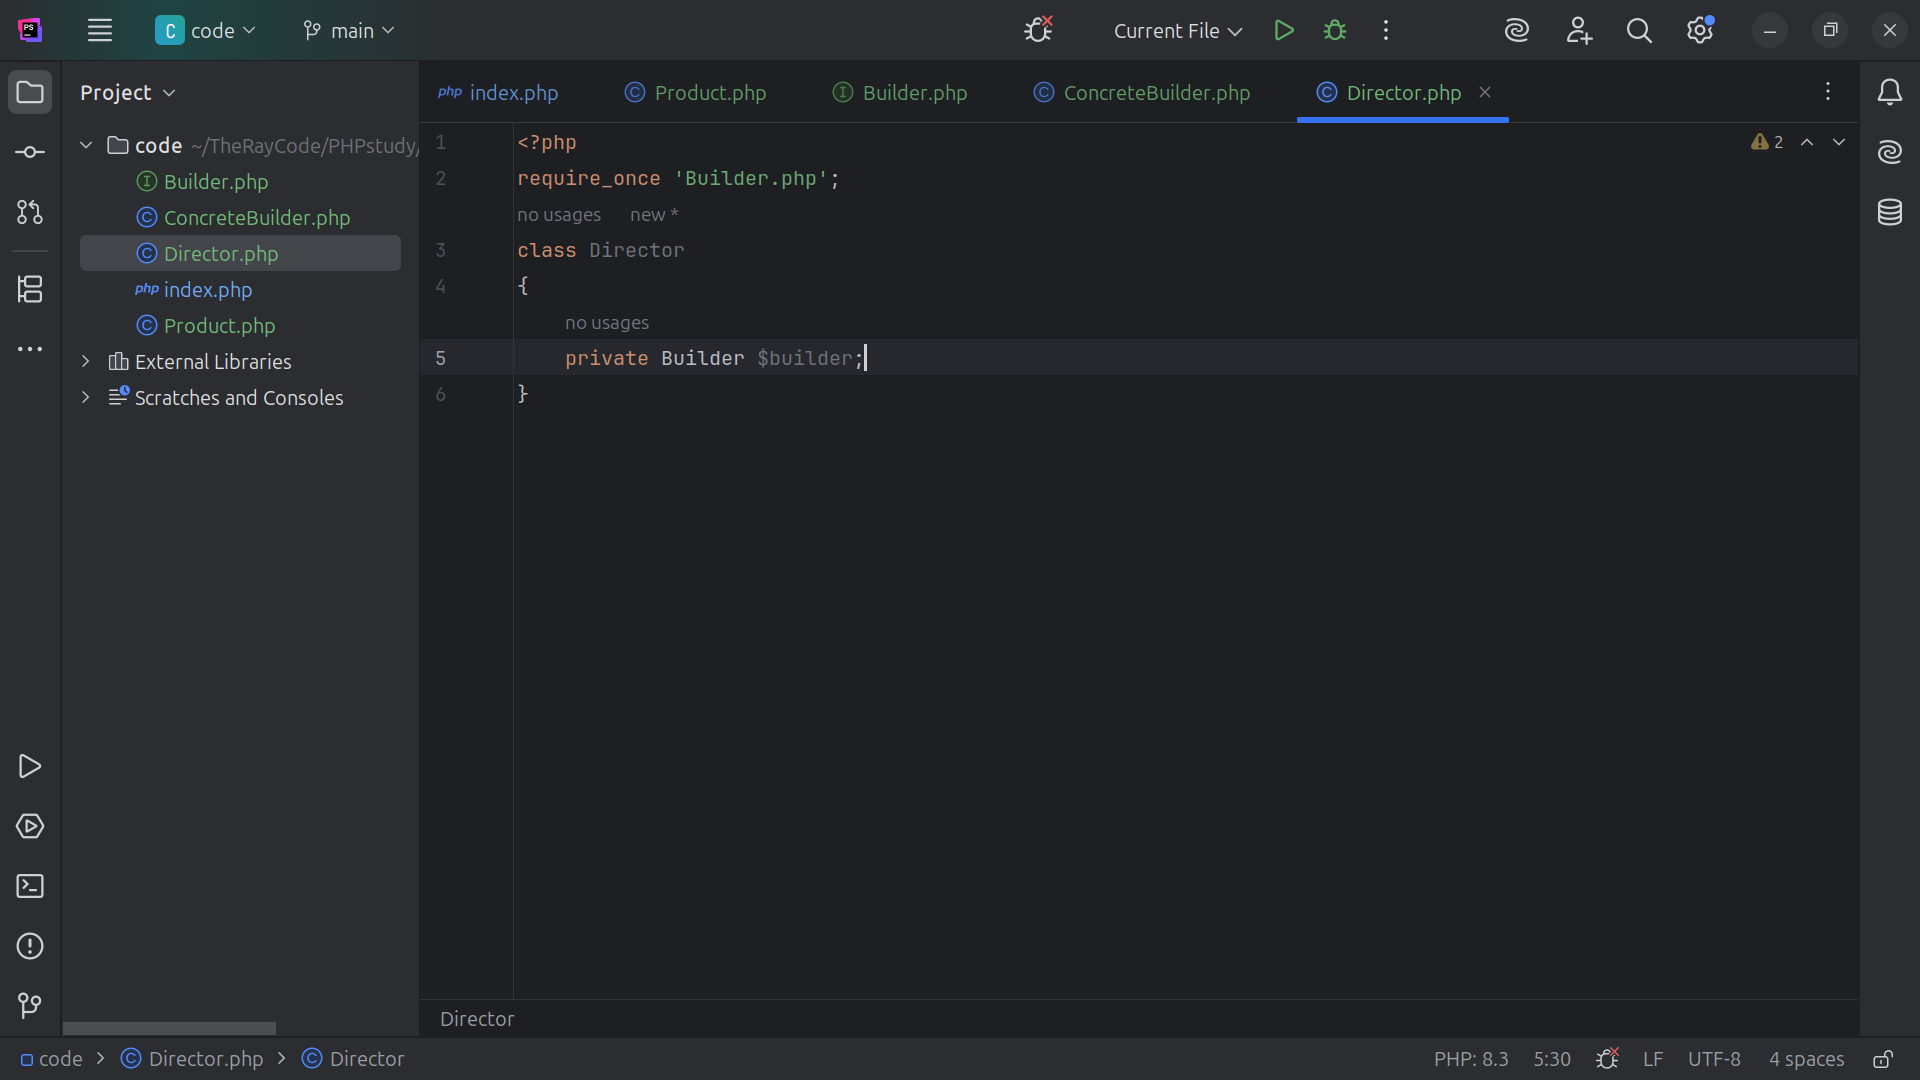 PS
C code
main
Current File
Project
php index.php
C Product.php
I Builder.php
C ConcreteBuilder.php
C Director.php
code ~/TheRayCode/PHPstudy/
I Builder.php
C ConcreteBuilder.php
C Director.php
php index.php
C Product.php
External Libraries
Scratches and Consoles
1 <?php
2 require_once 'Builder.php';
no usages new *
3 class Director
4 {
no usages
5 private Builder $builder;
6 }
2
Director
code > C Director.php > C Director
PHP: 8.3 5:30 LF UTF-8 4 spaces